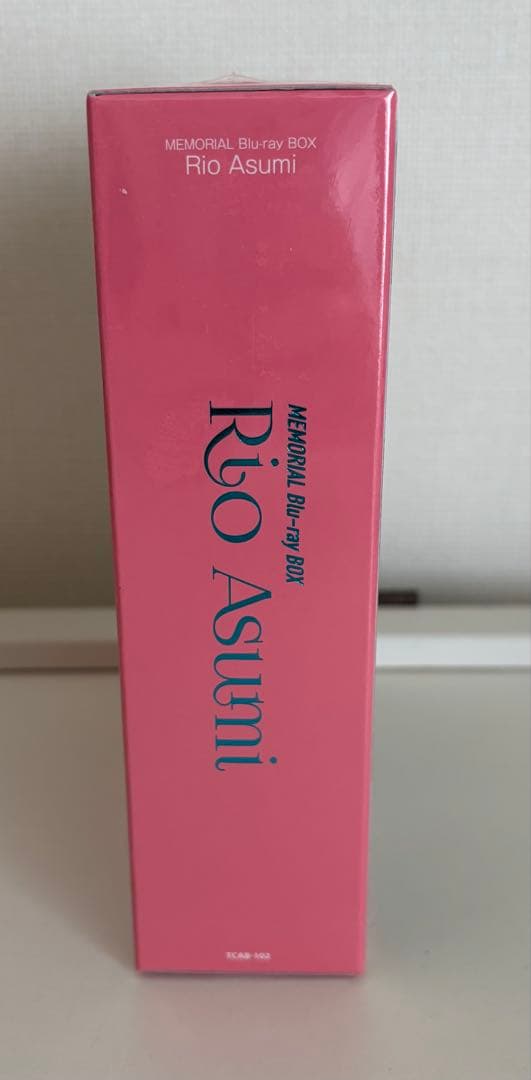 MEMORIAL Blu-ray BOX
Rio Asumi
MEMORIAL Blu-ray BOX
Rio Asumi
TCAB-102